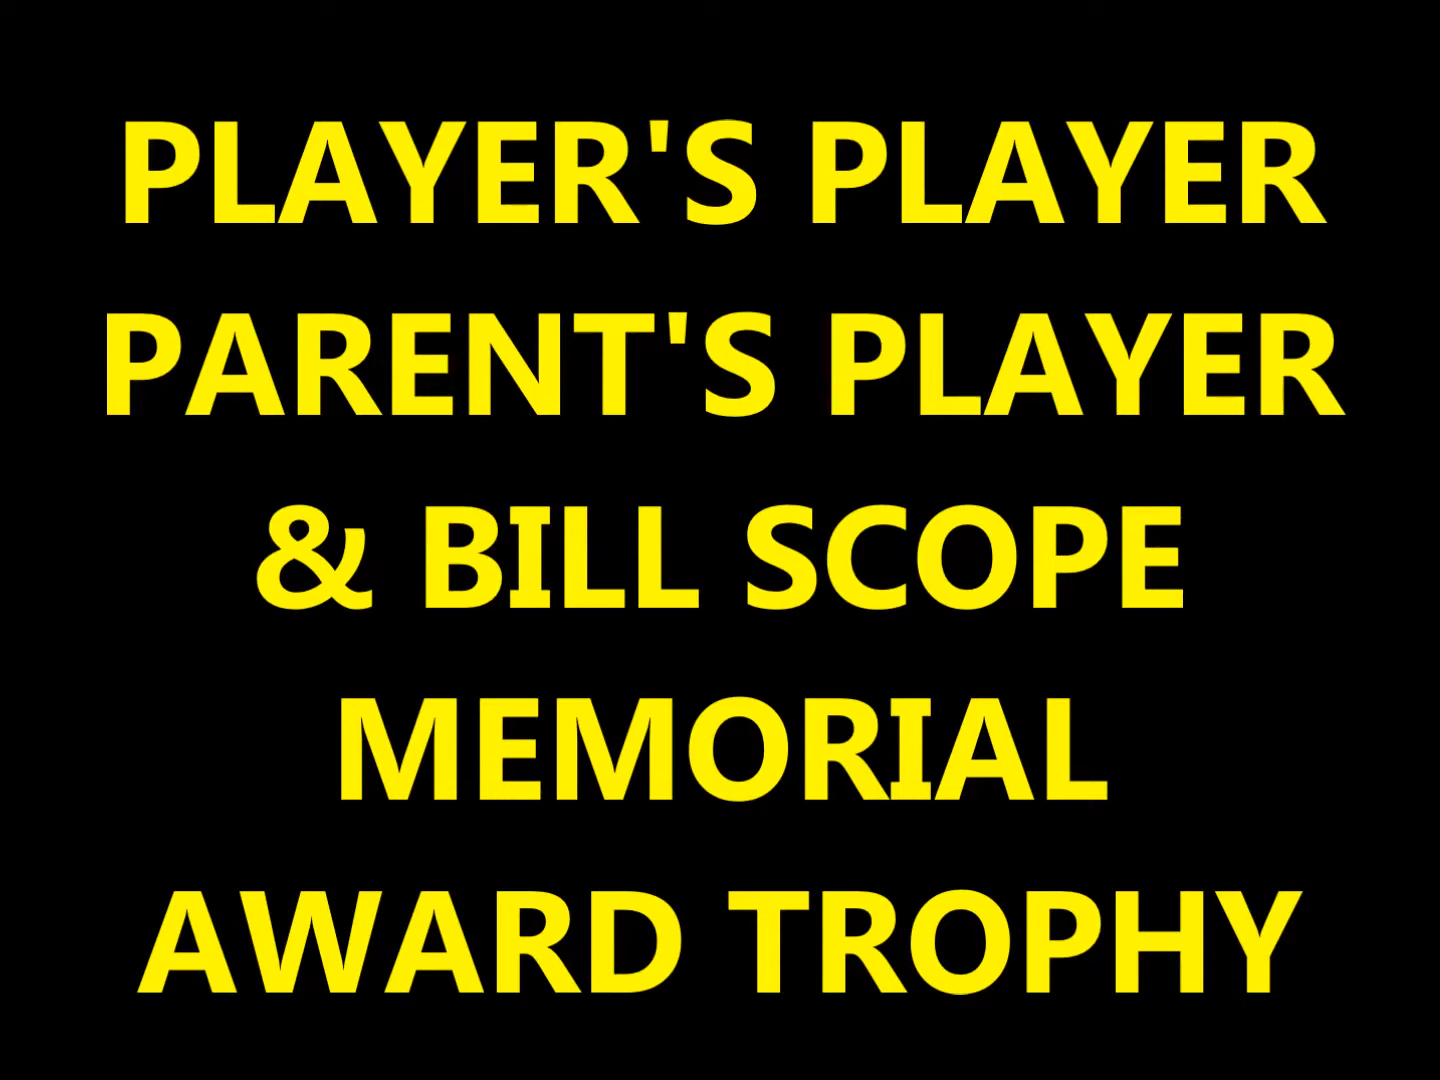 PLAYER'S PLAYER
PARENT'S PLAYER
& BILL SCOPE
MEMORIAL
AWARD TROPHY